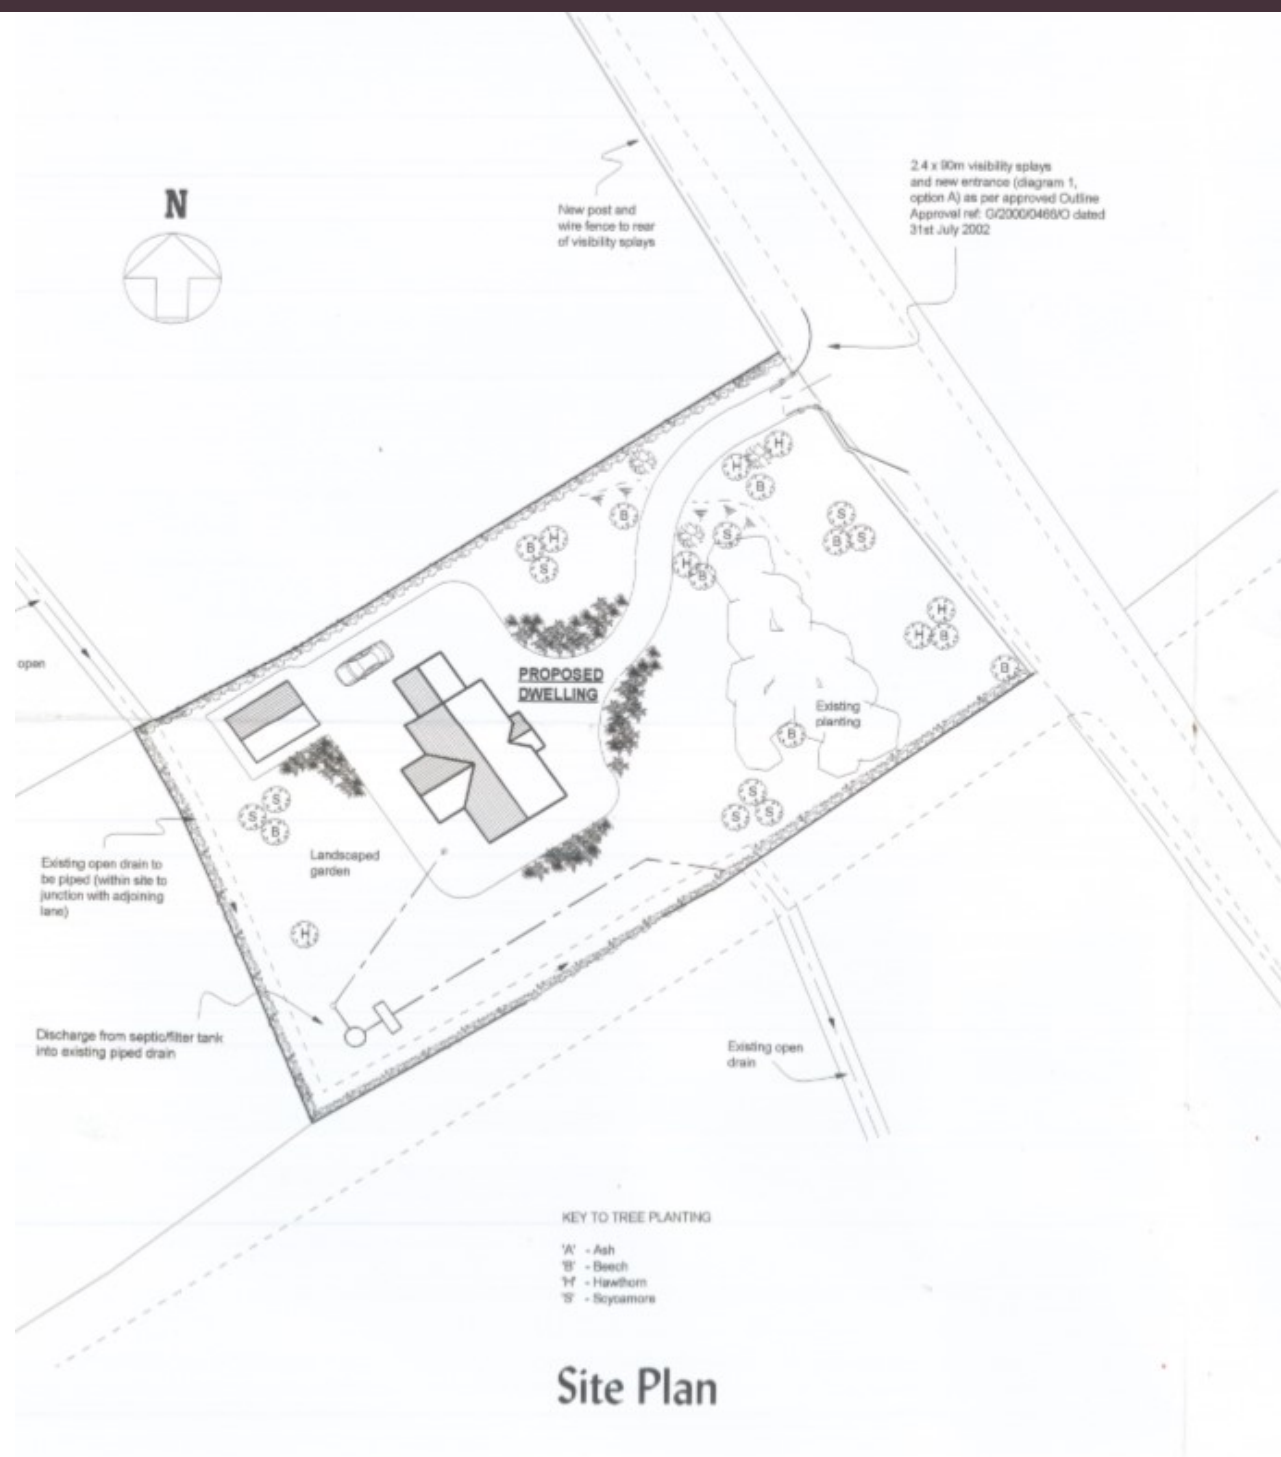 N
New post and
wire fence to rear
of visibility splays
2.4 x 90m visibility splays
and new entrance (diagram 1,
option A) as per approved Outline
Approval ref: G/2000/0466/O dated
31st July 2002
H
H
B
B
S
B
S
B
H
S
S
H
B
H
H
B
B
open
PROPOSED
DWELLING
Existing
planting
B
S
S
S
S
S
B
Existing open drain to
be piped (within site to
junction with adjoining
lane)
Landscaped
garden
H
Discharge from septic/filter tank
into existing piped drain
Existing open
drain
KEY TO TREE PLANTING
'A' - Ash
'B' - Beech
'H' - Hawthorn
'S' - Scycamore
Site Plan